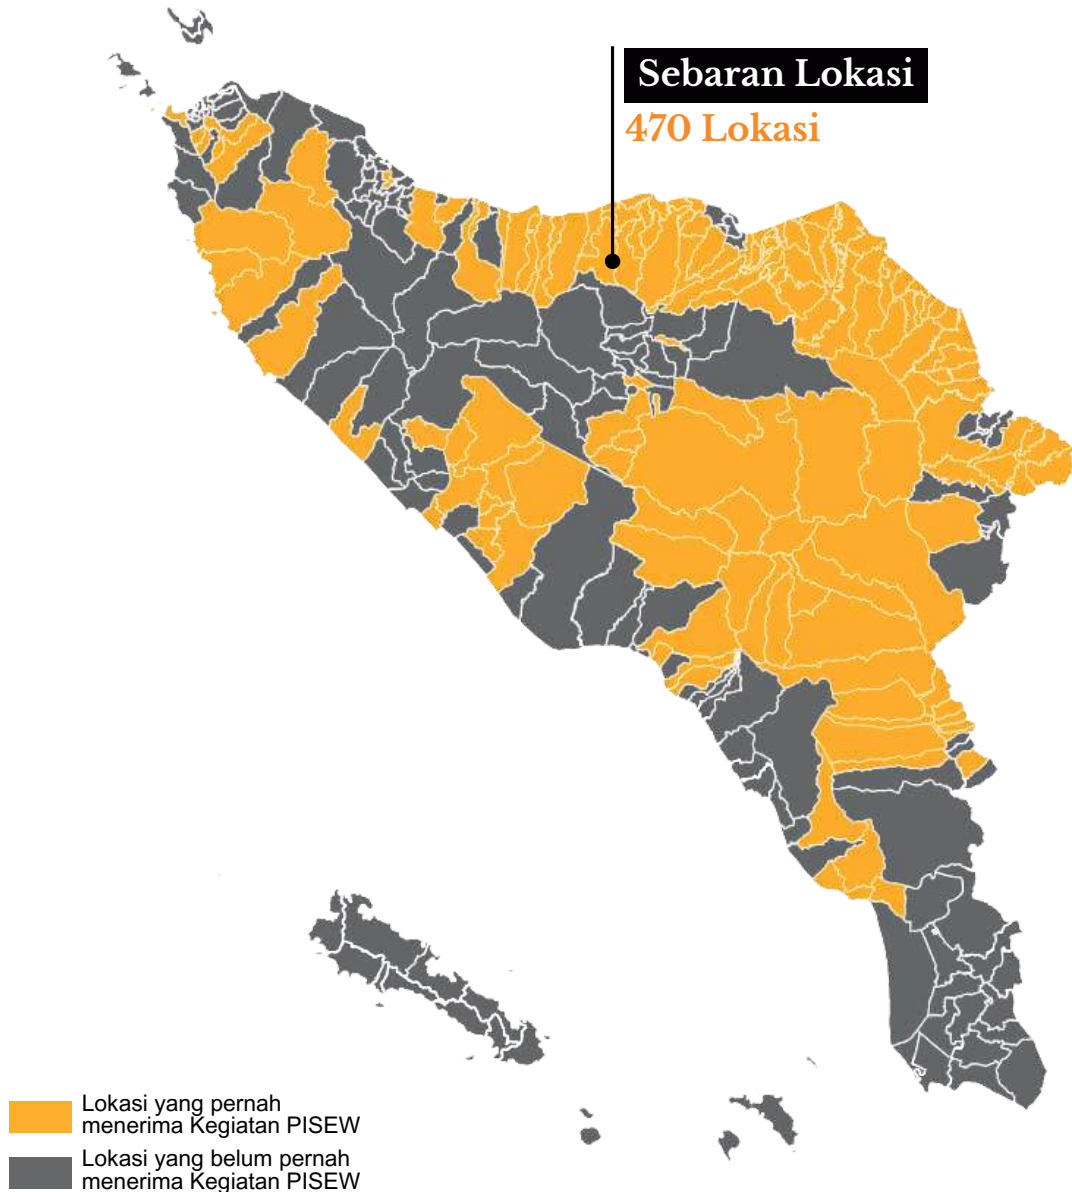 Sebaran Lokasi
470 Lokasi
Lokasi yang pernah
menerima Kegiatan PISEW
Lokasi yang belum pernah
menerima Kegiatan PISEW